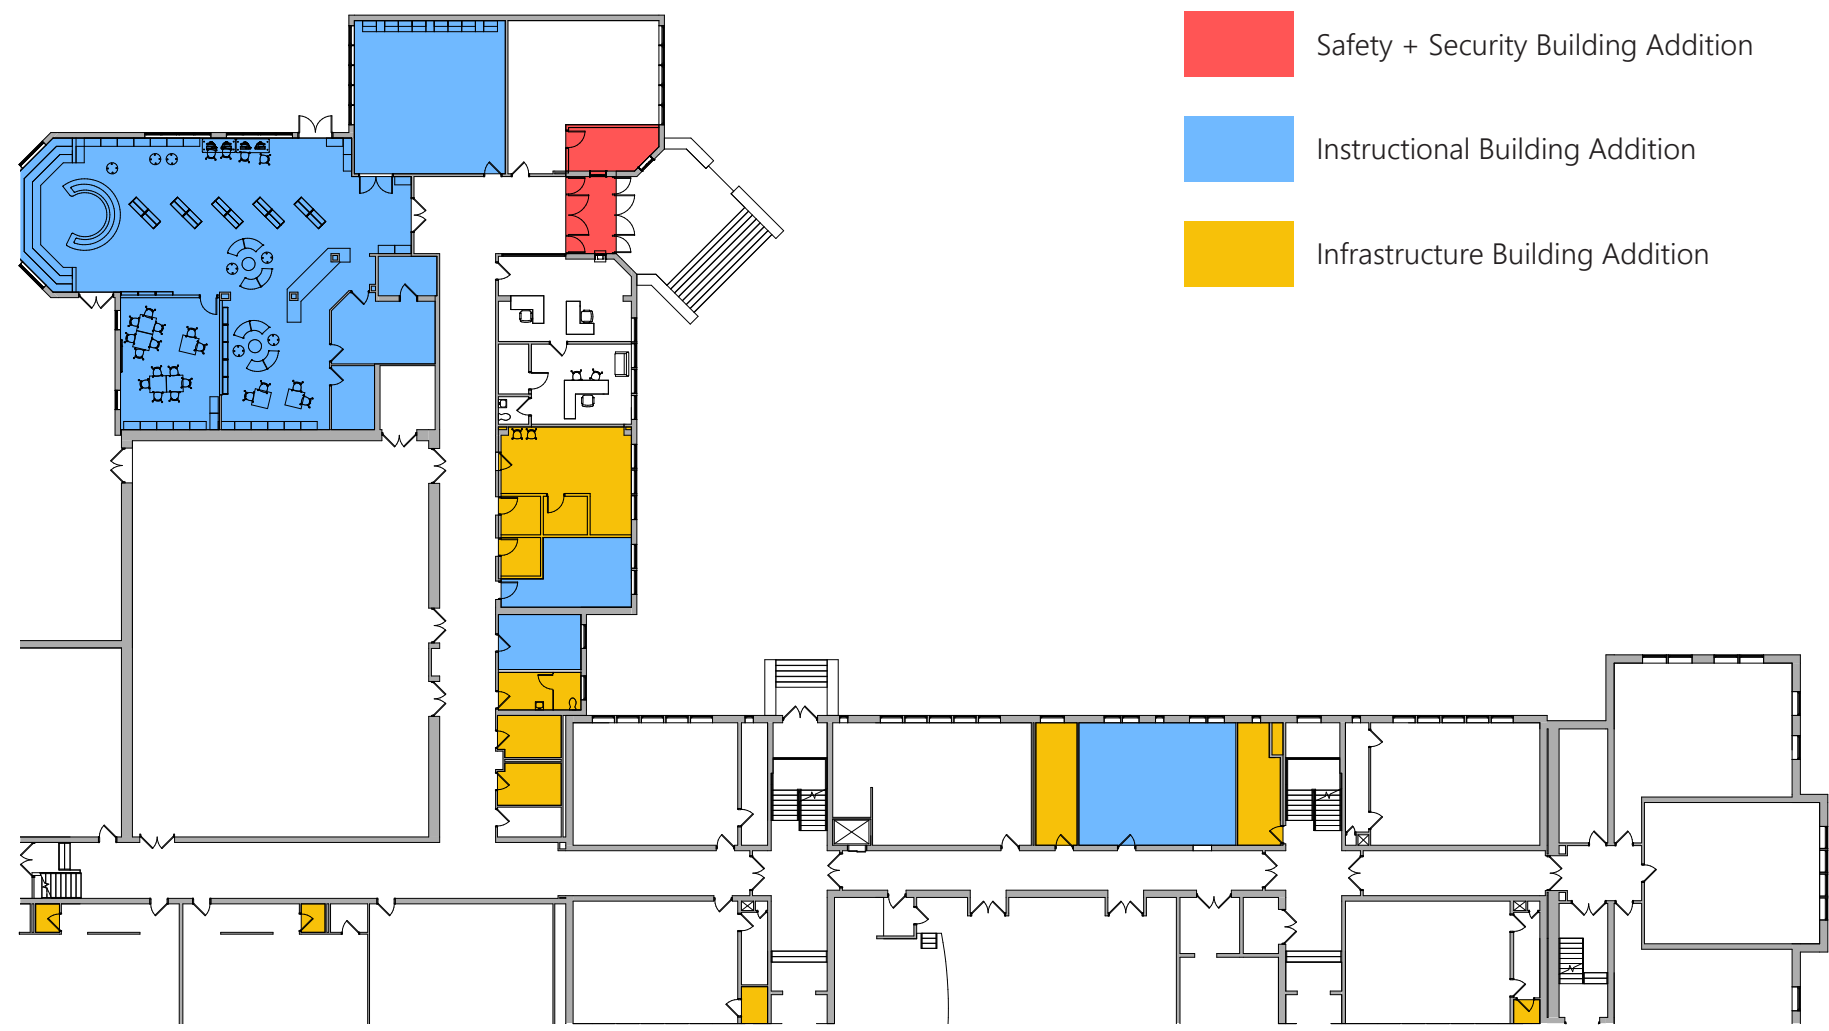 Safety + Security Building Addition
Instructional Building Addition
Infrastructure Building Addition